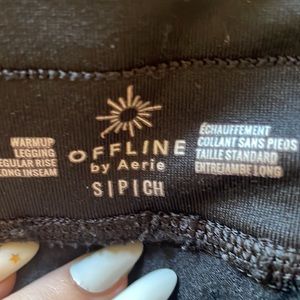 WARMUP
LEGGING
REGULAR RISE
LONG INSEAM
OFFLINE
by Aerie
S|P|CH
ÉCHAUFFEMENT
COLLANT SANS PIEDS
TAILLE STANDARD
ENTREJAMBE LONG